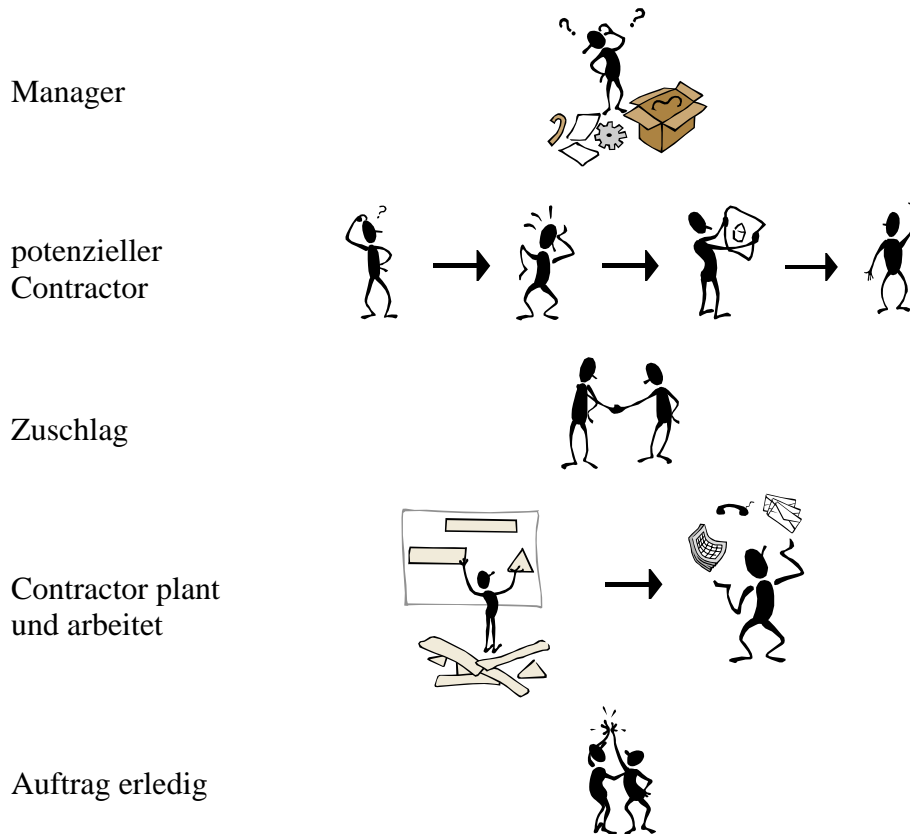 ? ?
Manager
?
potenzieller
Contractor
Zuschlag
Contractor plant
und arbeitet
Auftrag erledig